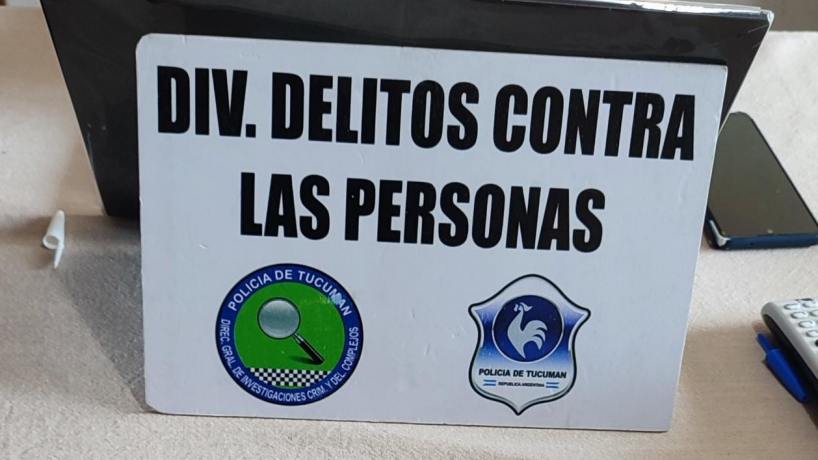 DIV. DELITOS CONTRA
LAS PERSONAS
POLICIA DE TUCUMAN
DIREC. GRAL. DE INVESTIGACIONES CRIM. Y DEL. COMPLEJOS
POLICIA DE TUCUMAN
REPUBLICA ARGENTINA